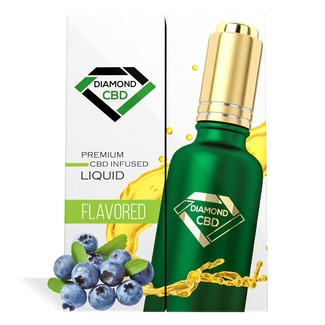 DIAMOND
CBD
PREMIUM
CBD INFUSED
LIQUID
FLAVORED
DIAMOND
CBD